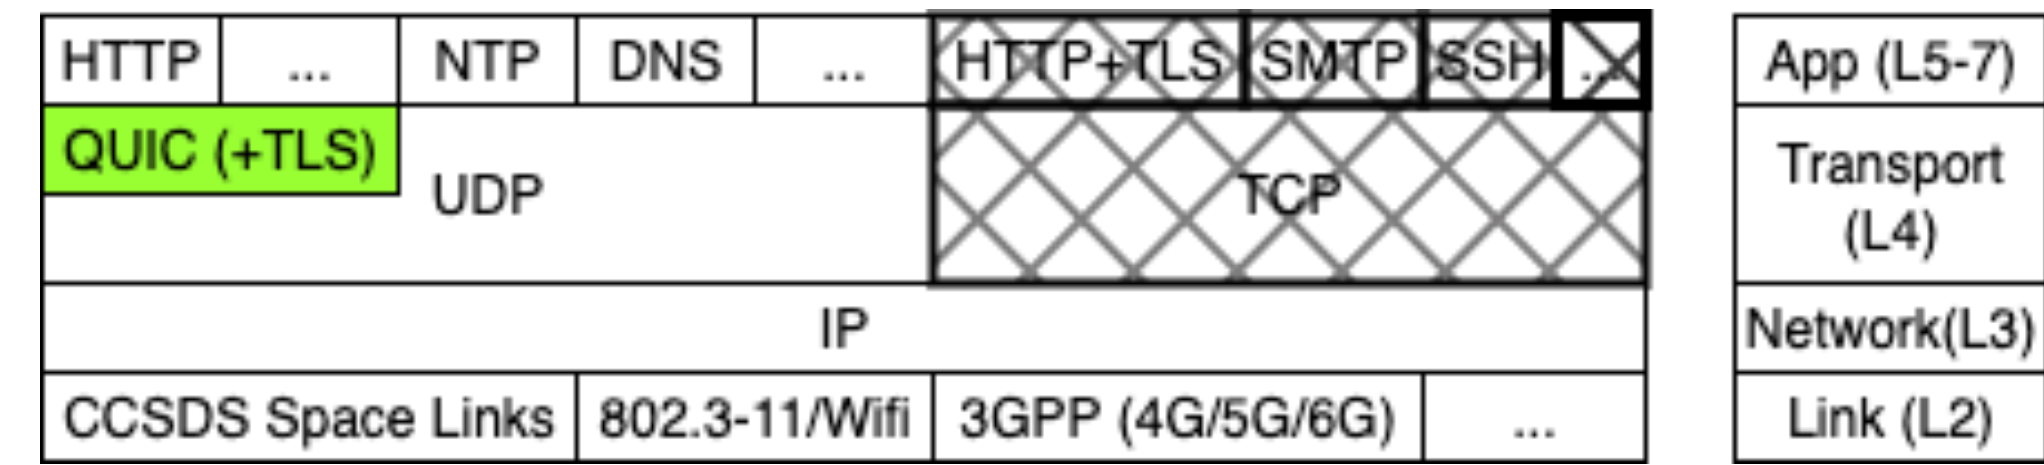 HTTP ... NTP DNS ... HTTP+TLS SMTP SSH ... App (L5-7)
QUIC (+TLS) UDP TCP Transport
(L4)
IP Network(L3)
CCSDS Space Links 802.3-11/Wifi 3GPP (4G/5G/6G) ... Link (L2)